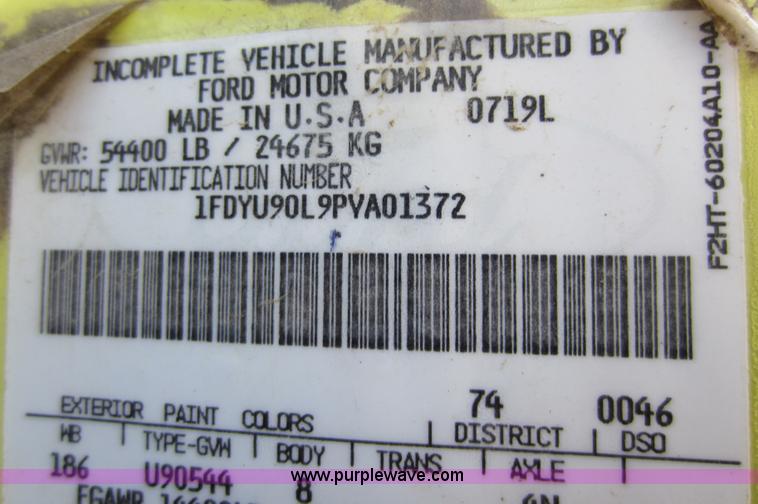 INCOMPLETE VEHICLE MANUFACTURED BY
FORD MOTOR COMPANY
MADE IN U.S.A 0719L
GVWR: 54400 LB / 24675 KG
VEHICLE IDENTIFICATION NUMBER
1FDYU90L9PVA01372
F2HT-60204A10-AA
74 0046
EXTERIOR PAINT COLORS DISTRICT DSO
WB TYPE-GVW BODY TRANS AXLE
186 U90544 8
www.purplewave.com
FGAWR